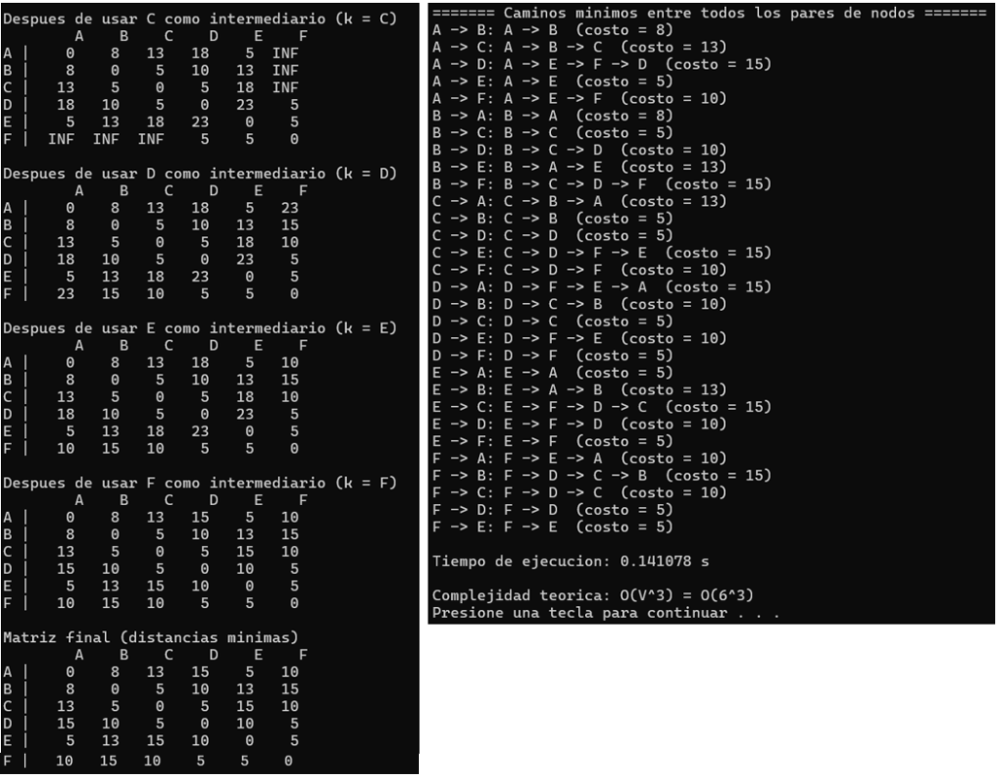 Despues de usar C como intermediario (k = C)
A B C D E F
A | 0 8 13 18 5 INF
B | 8 0 5 10 13 INF
C | 13 5 0 5 18 INF
D | 18 10 5 0 23 5
E | 5 13 18 23 0 5
F | INF INF INF 5 5 0
Despues de usar D como intermediario (k = D)
A B C D E F
A | 0 8 13 18 5 23
B | 8 0 5 10 13 15
C | 13 5 0 5 18 10
D | 18 10 5 0 23 5
E | 5 13 18 23 0 5
F | 23 15 10 5 5 0
Despues de usar E como intermediario (k = E)
A B C D E F
A | 0 8 13 18 5 10
B | 8 0 5 10 13 15
C | 13 5 0 5 18 10
D | 18 10 5 0 23 5
E | 5 13 18 23 0 5
F | 10 15 10 5 5 0
Despues de usar F como intermediario (k = F)
A B C D E F
A | 0 8 13 15 5 10
B | 8 0 5 10 13 15
C | 13 5 0 5 15 10
D | 15 10 5 0 10 5
E | 5 13 15 10 0 5
F | 10 15 10 5 5 0
Matriz final (distancias minimas)
A B C D E F
A | 0 8 13 15 5 10
B | 8 0 5 10 13 15
C | 13 5 0 5 15 10
D | 15 10 5 0 10 5
E | 5 13 15 10 0 5
F | 10 15 10 5 5 0
======= Caminos minimos entre todos los pares de nodos =======
A -> B: A -> B (costo = 8)
A -> C: A -> B -> C (costo = 13)
A -> D: A -> E -> F -> D (costo = 15)
A -> E: A -> E (costo = 5)
A -> F: A -> E -> F (costo = 10)
B -> A: B -> A (costo = 8)
B -> C: B -> C (costo = 5)
B -> D: B -> C -> D (costo = 10)
B -> E: B -> A -> E (costo = 13)
B -> F: B -> C -> D -> F (costo = 15)
C -> A: C -> B -> A (costo = 13)
C -> B: C -> B (costo = 5)
C -> D: C -> D (costo = 5)
C -> E: C -> D -> F -> E (costo = 15)
C -> F: C -> D -> F (costo = 10)
D -> A: D -> F -> E -> A (costo = 15)
D -> B: D -> C -> B (costo = 10)
D -> C: D -> C (costo = 5)
D -> E: D -> F -> E (costo = 10)
D -> F: D -> F (costo = 5)
E -> A: E -> A (costo = 5)
E -> B: E -> A -> B (costo = 13)
E -> C: E -> F -> D -> C (costo = 15)
E -> D: E -> F -> D (costo = 10)
E -> F: E -> F (costo = 5)
F -> A: F -> E -> A (costo = 10)
F -> B: F -> D -> C -> B (costo = 15)
F -> C: F -> D -> C (costo = 10)
F -> D: F -> D (costo = 5)
F -> E: F -> E (costo = 5)
Tiempo de ejecucion: 0.141078 s
Complejidad teorica: O(V^3) = O(6^3)
Presione una tecla para continuar . . .